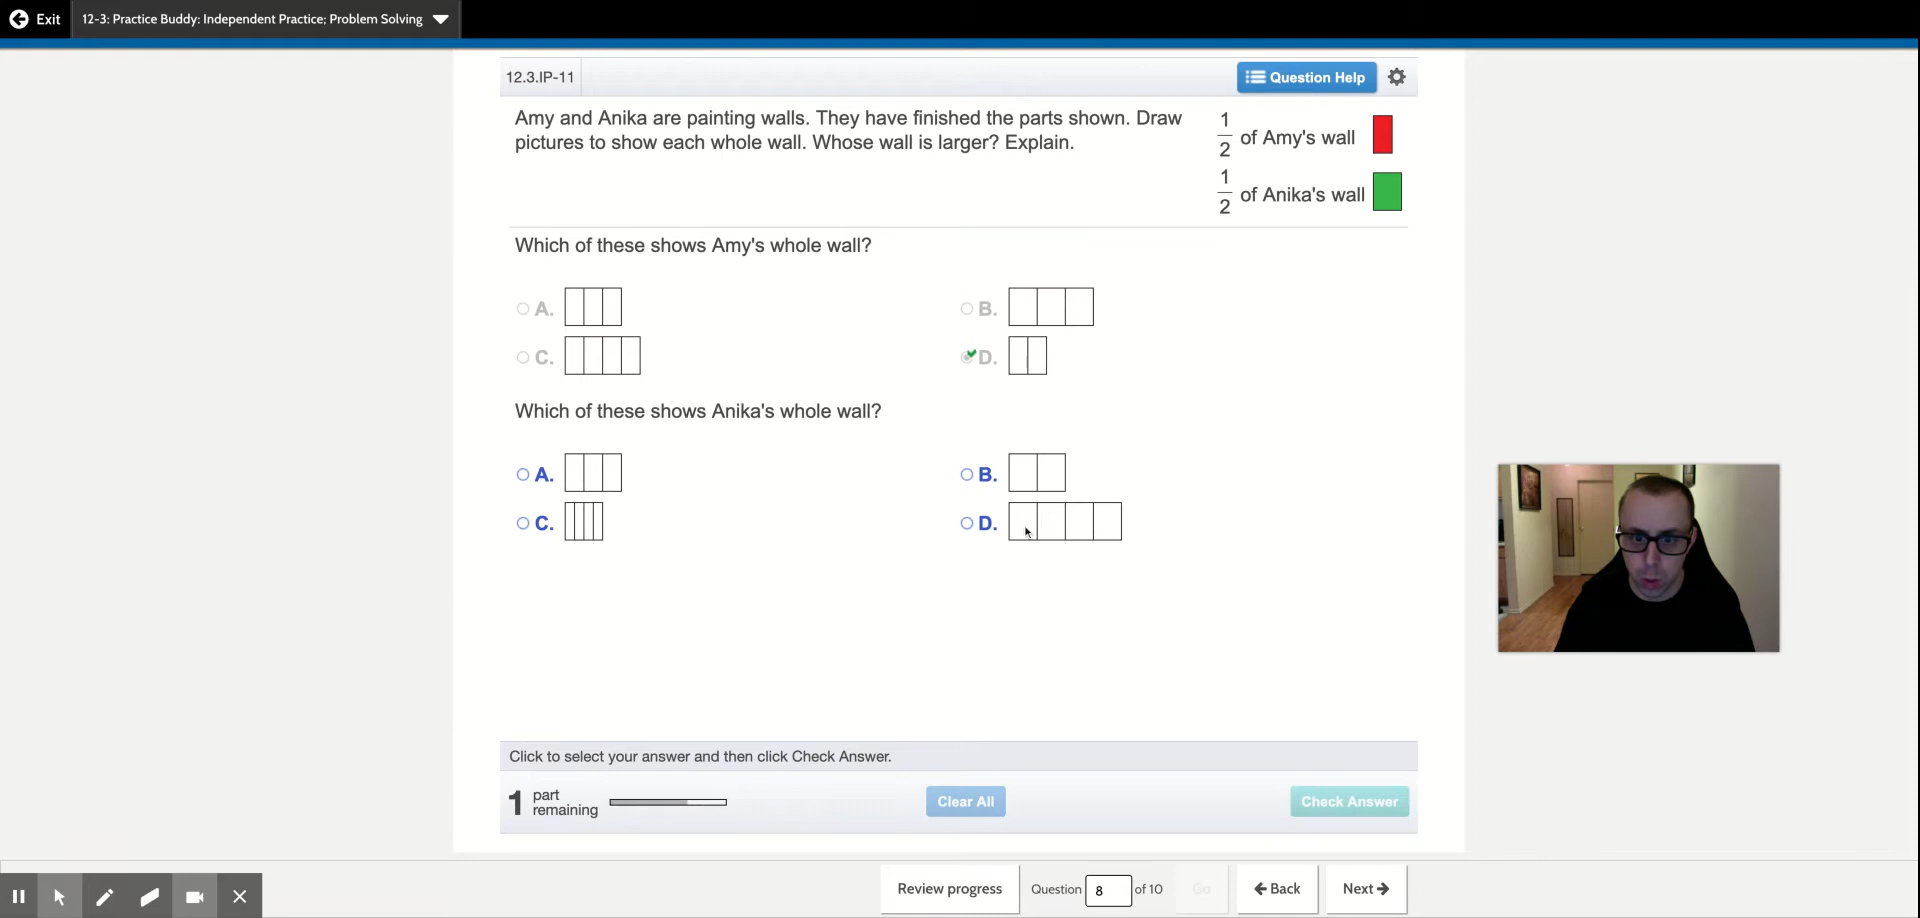 Exit
12-3: Practice Buddy: Independent Practice; Problem Solving
12.3.IP-11
Question Help
Amy and Anika are painting walls. They have finished the parts shown. Draw
pictures to show each whole wall. Whose wall is larger? Explain.
1
2
of Amy's wall
1
2
of Anika's wall
Which of these shows Amy's whole wall?
A.
B.
C.
D.
Which of these shows Anika's whole wall?
A.
B.
C.
D.
Click to select your answer and then click Check Answer.
1 part
remaining
Clear All
Check Answer
Review progress
Question 8 of 10
Go
Back
Next